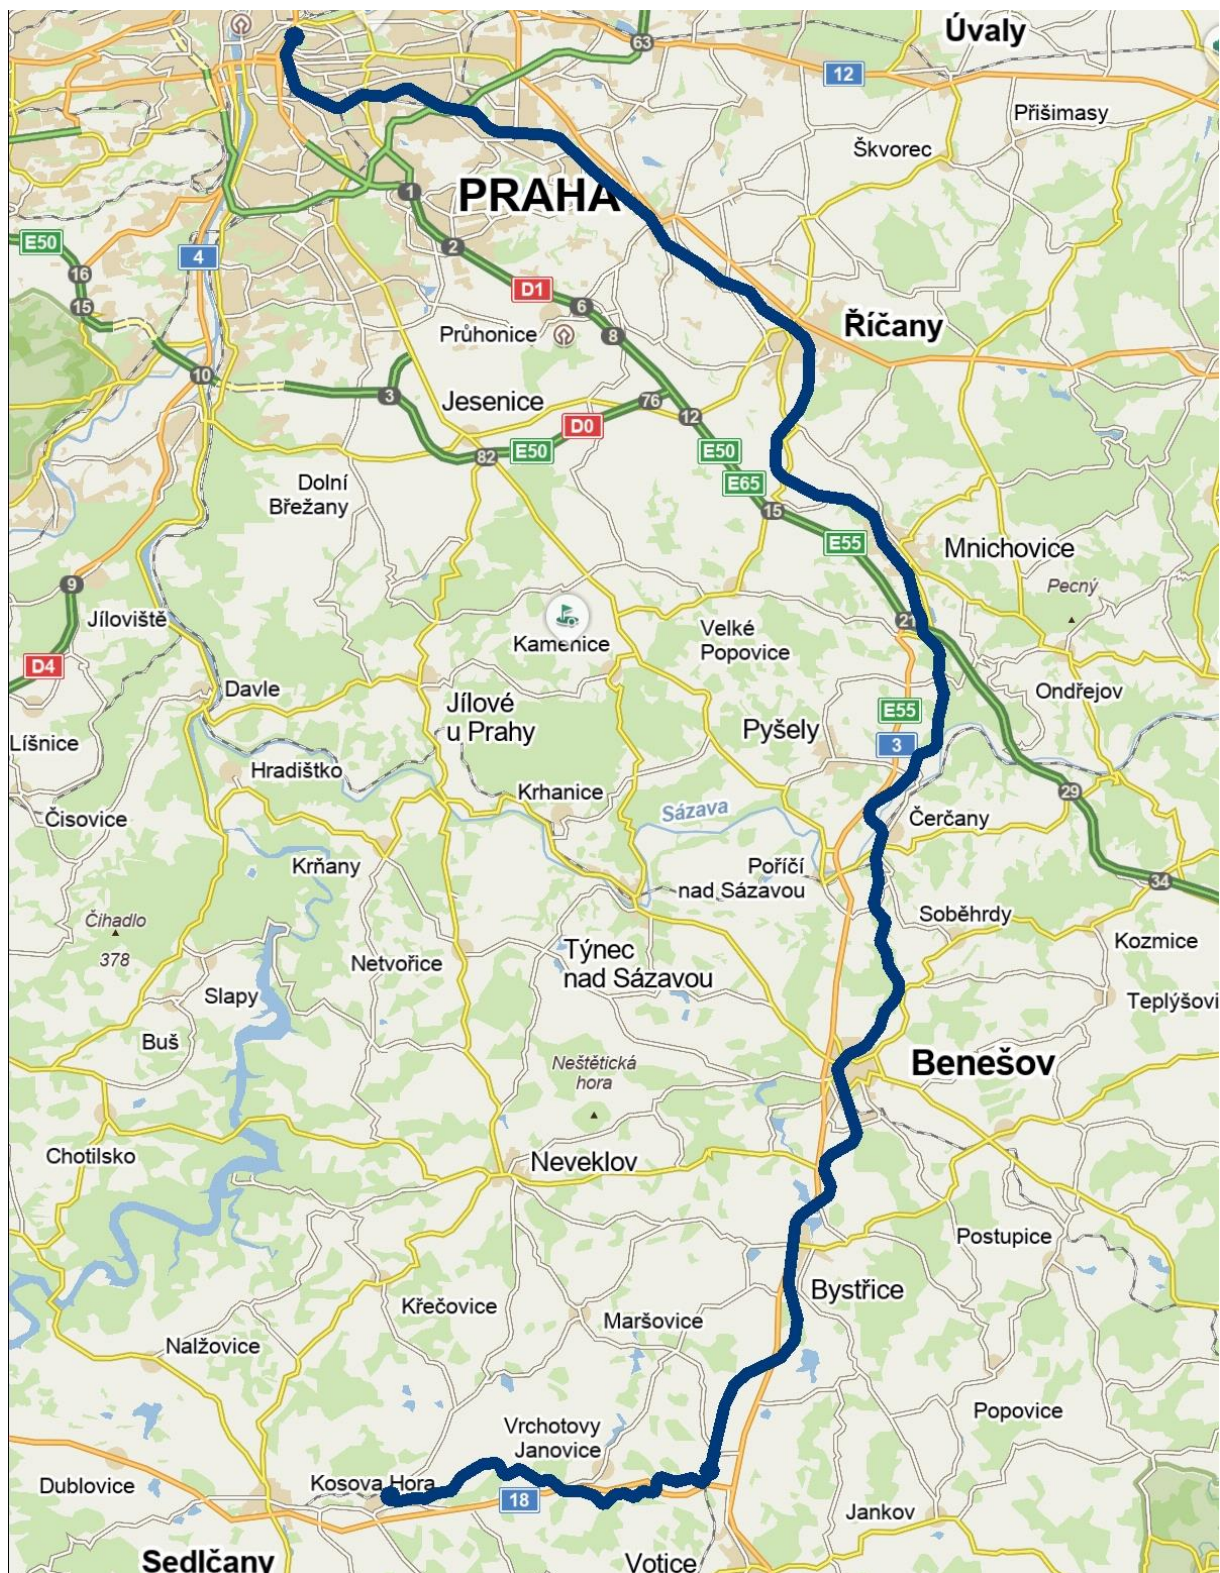 Úvaly
63
12
Přišimasy
Škvorec
PRAHA
1
E50
4
2
16
D1
15
6
Průhonice
8
Říčany
10
3
Jesenice
76
12
D0
82
E50
E50
Dolní
Břežany
E65
15
E55
Mnichovice
9
Pecný
Jíloviště
21
Kamenice
Velké
Popovice
D4
Davle
Ondřejov
Jílové
u Prahy
E55
Líšnice
Pyšely
3
Hradištko
Krhanice
29
Čisovice
Sázava
Čerčany
Krňany
Poříčí
nad Sázavou
34
Čihadlo
378
Soběhrdy
Kozmice
Týnec
nad Sázavou
Netvořice
Slapy
Teplýšovi
Buš
Neštětická
hora
Benešov
Chotilsko
Neveklov
Postupice
Bystřice
Křečovice
Maršovice
Nalžovice
Popovice
Vrchotovy
Janovice
Dublovice
Kosova Hora
18
Jankov
Sedlčany
Votice